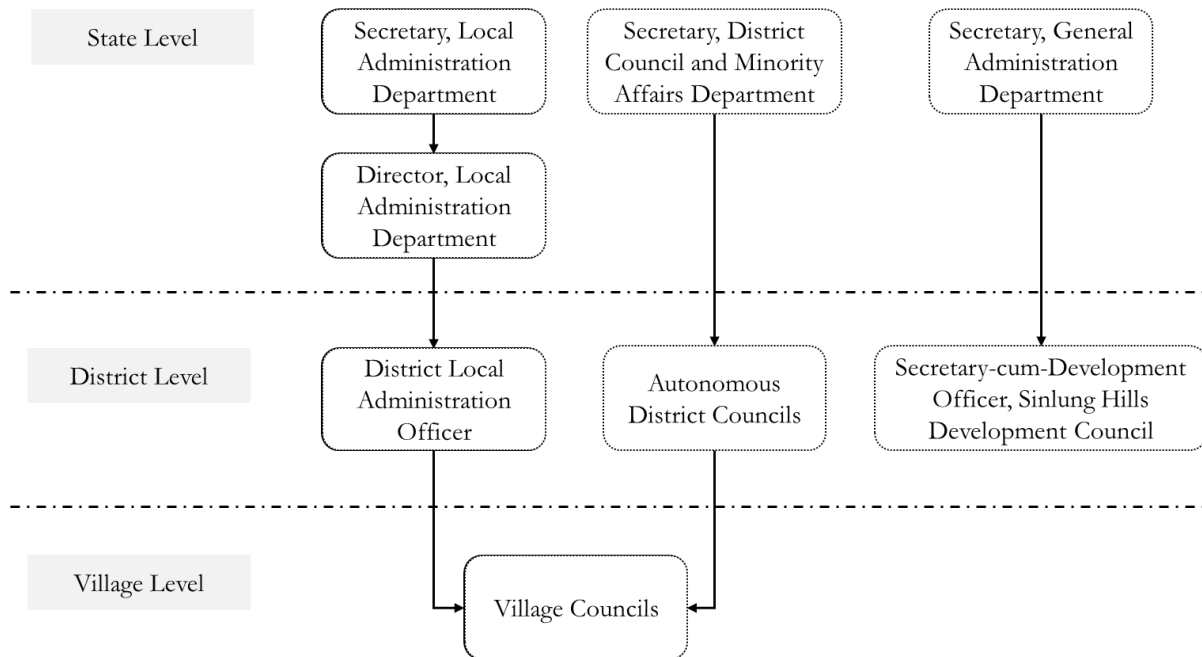 State Level
Secretary, Local
Administration
Department
Secretary, District
Council and Minority
Affairs Department
Secretary, General
Administration
Department
Director, Local
Administration
Department
District Level
District Local
Administration
Officer
Autonomous
District Councils
Secretary-cum-Development
Officer, Sinlung Hills
Development Council
Village Level
Village Councils